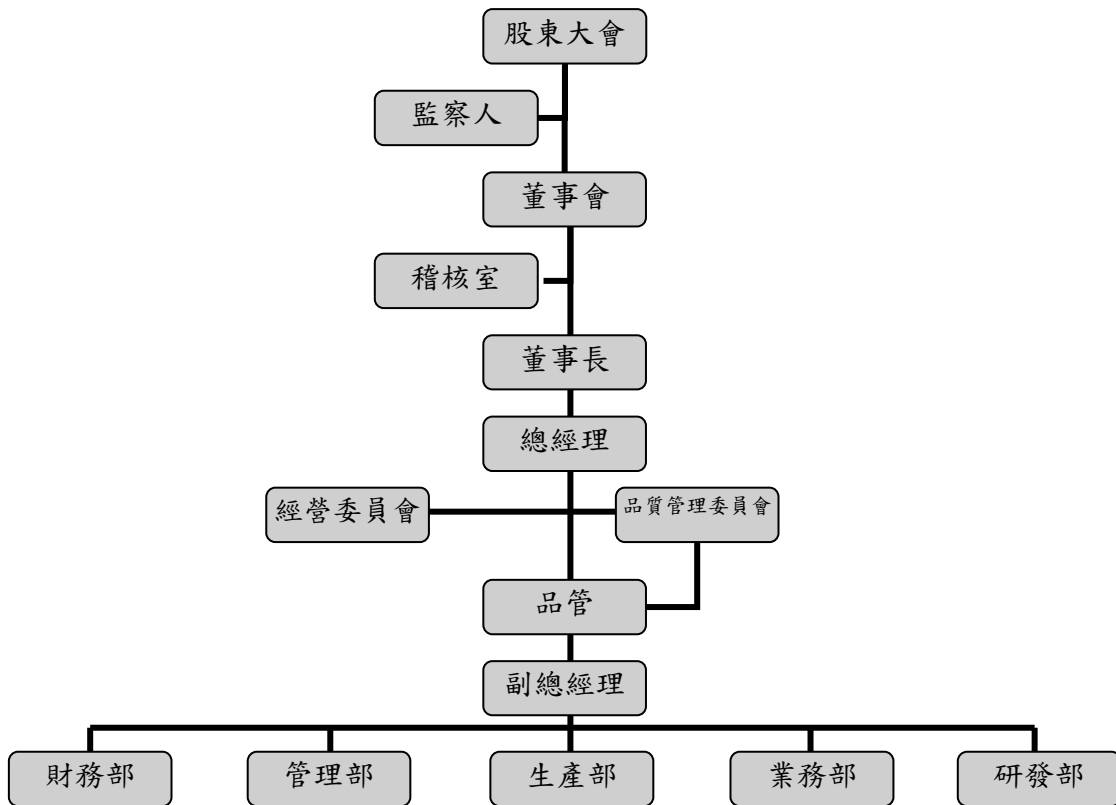 股東大會
監察人
董事會
稽核室
董事長
總經理
經營委員會
品質管理委員會
品管
副總經理
財務部
管理部
生產部
業務部
研發部